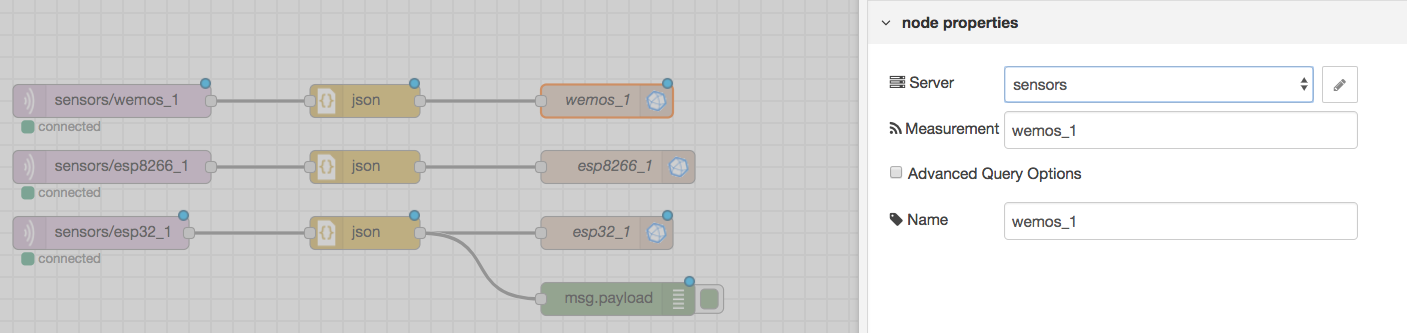 node properties
sensors/wemos_1 json wemos_1
connected
sensors/esp8266_1 json esp8266_1
connected
sensors/esp32_1 json esp32_1
connected
msg.payload
Server sensors
Measurement wemos_1
Advanced Query Options
Name wemos_1